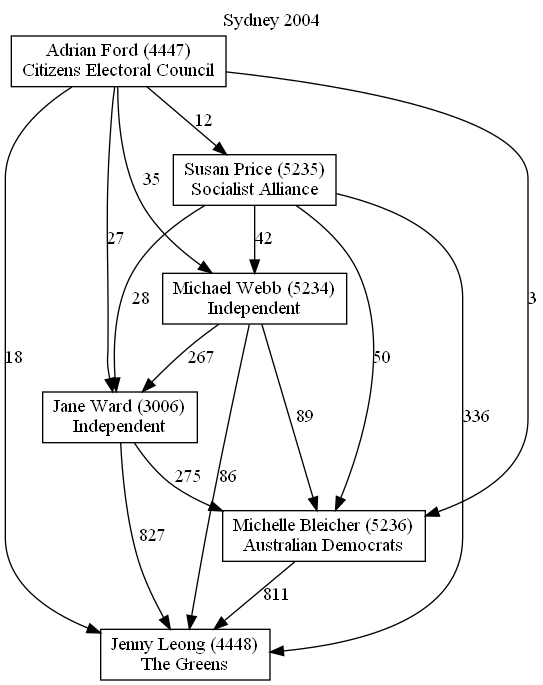 Sydney 2004
Adrian Ford (4447)
Citizens Electoral Council
12
Susan Price (5235)
Socialist Alliance
35
27
42
28
Michael Webb (5234)
Independent
3
18
267
50
Jane Ward (3006)
Independent
89
336
275
86
Michelle Bleicher (5236)
Australian Democrats
827
811
Jenny Leong (4448)
The Greens